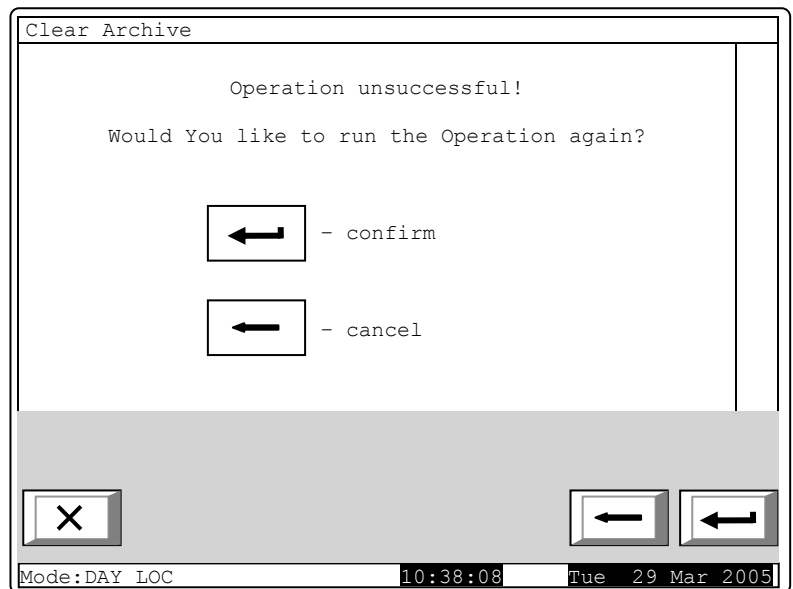 Clear Archive
Operation unsuccessful!
Would You like to run the Operation again?
- confirm
- cancel
Mode:DAY LOC 10:38:08 Tue 29 Mar 2005